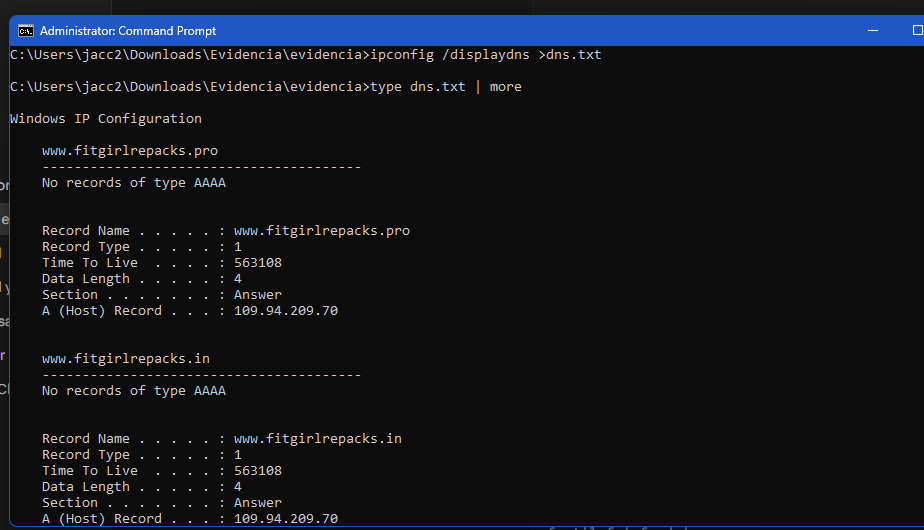 Administrator: Command Prompt
C:\Users\jacc2\Downloads\Evidencia\evidencia>ipconfig /displaydns >dns.txt
C:\Users\jacc2\Downloads\Evidencia\evidencia>type dns.txt | more
Windows IP Configuration
www.fitgirlrepacks.pro
----------------------------------------
No records of type AAAA
Record Name . . . . . : www.fitgirlrepacks.pro
Record Type . . . . . : 1
Time To Live  . . . . : 563108
Data Length . . . . . : 4
Section . . . . . . . : Answer
A (Host) Record . . . : 109.94.209.70
www.fitgirlrepacks.in
----------------------------------------
No records of type AAAA
Record Name . . . . . : www.fitgirlrepacks.in
Record Type . . . . . : 1
Time To Live  . . . . : 563108
Data Length . . . . . : 4
Section . . . . . . . : Answer
A (Host) Record . . . : 109.94.209.70